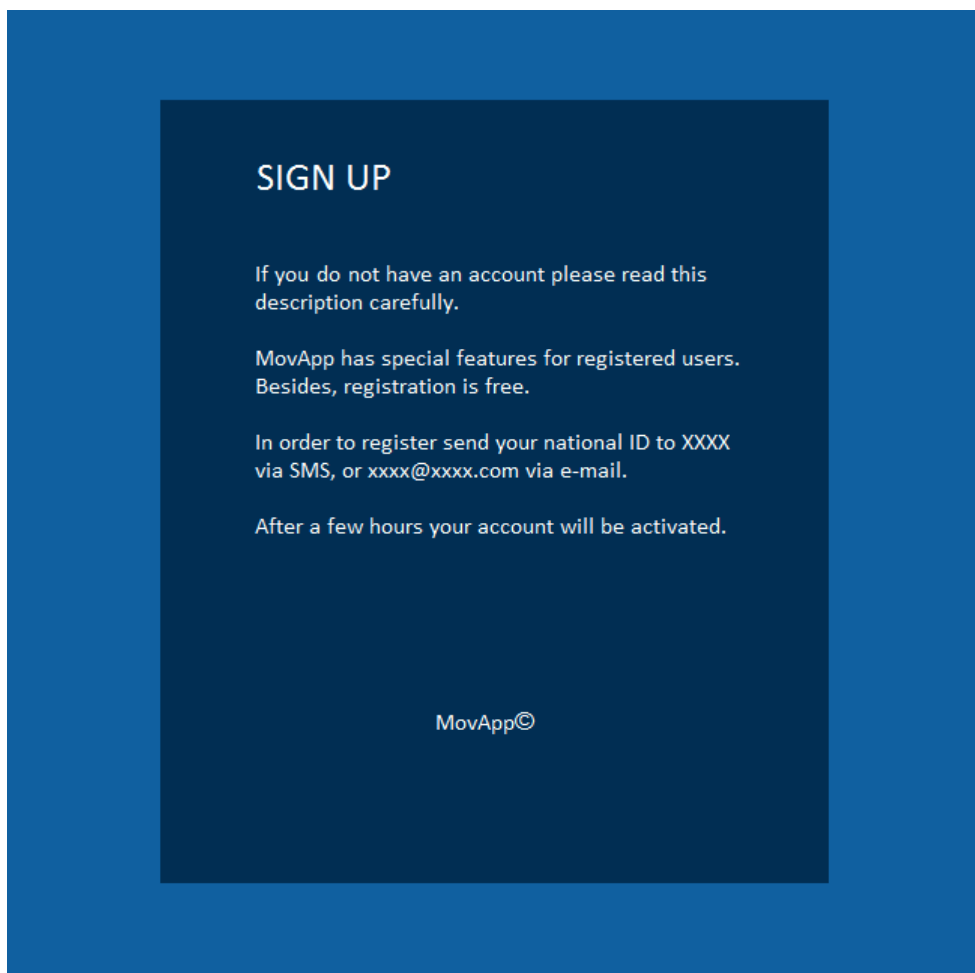 SIGN UP
If you do not have an account please read this
description carefully.
MovApp has special features for registered users.
Besides, registration is free.
In order to register send your national ID to XXXX
via SMS, or xxxx@xxxx.com via e-mail.
After a few hours your account will be activated.
MovApp©